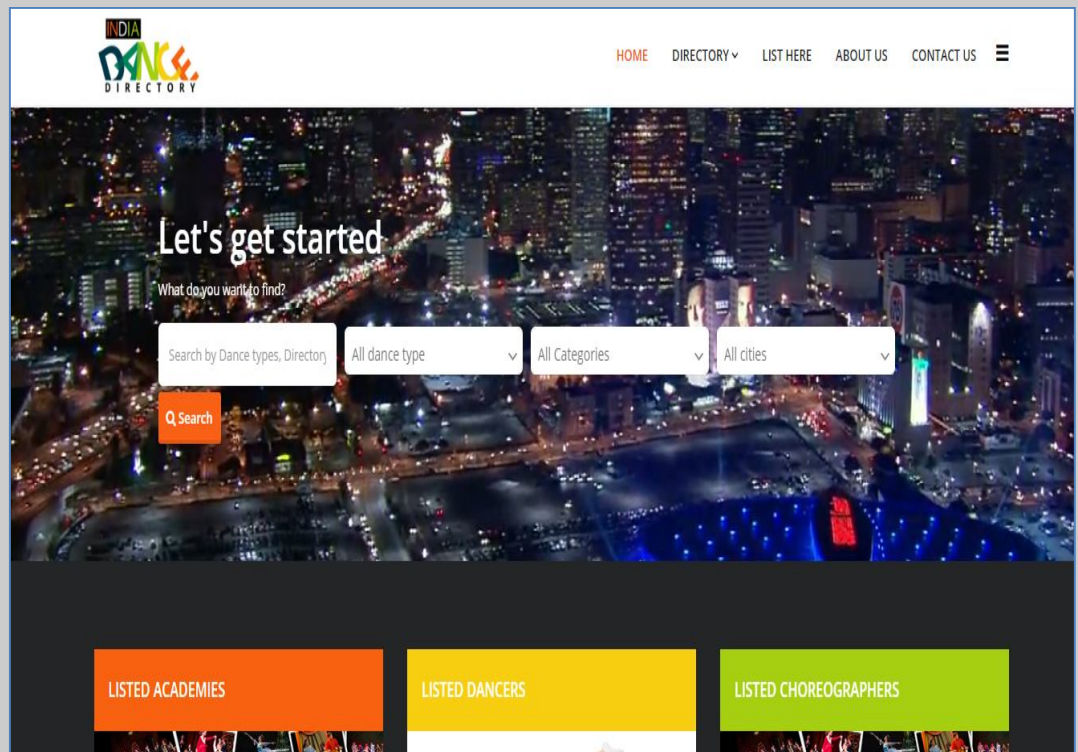 INDIA
DANCE
DIRECTORY
HOME DIRECTORY LIST HERE ABOUT US CONTACT US
Let's get started
What do you want to find?
Search by Dance types, Directory All dance type All Categories All cities
Search
LISTED ACADEMIES LISTED DANCERS LISTED CHOREOGRAPHERS